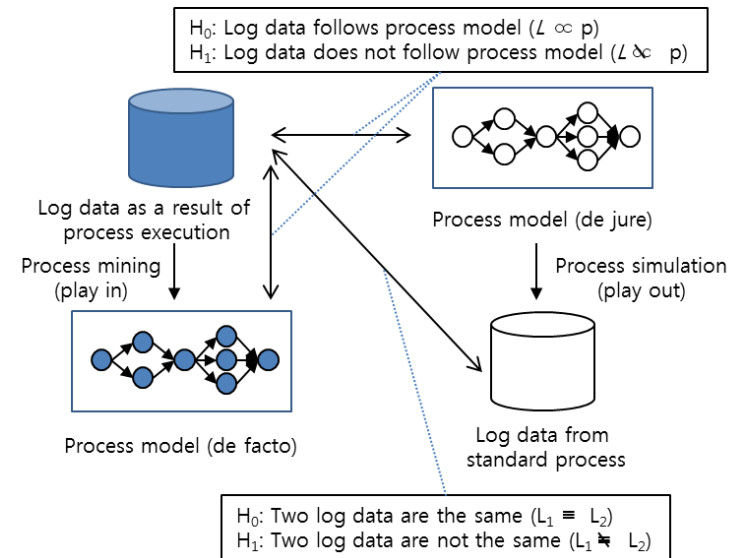 H₀: Log data follows process model (L ∝ p)
H₁: Log data does not follow process model (L ∝̸ p)
Log data as a result of
process execution
Process model (de jure)
Process mining
(play in)
Process simulation
(play out)
Process model (de facto)
Log data from
standard process
H₀: Two log data are the same (L₁ ≡ L₂)
H₁: Two log data are not the same (L₁ ≢ L₂)